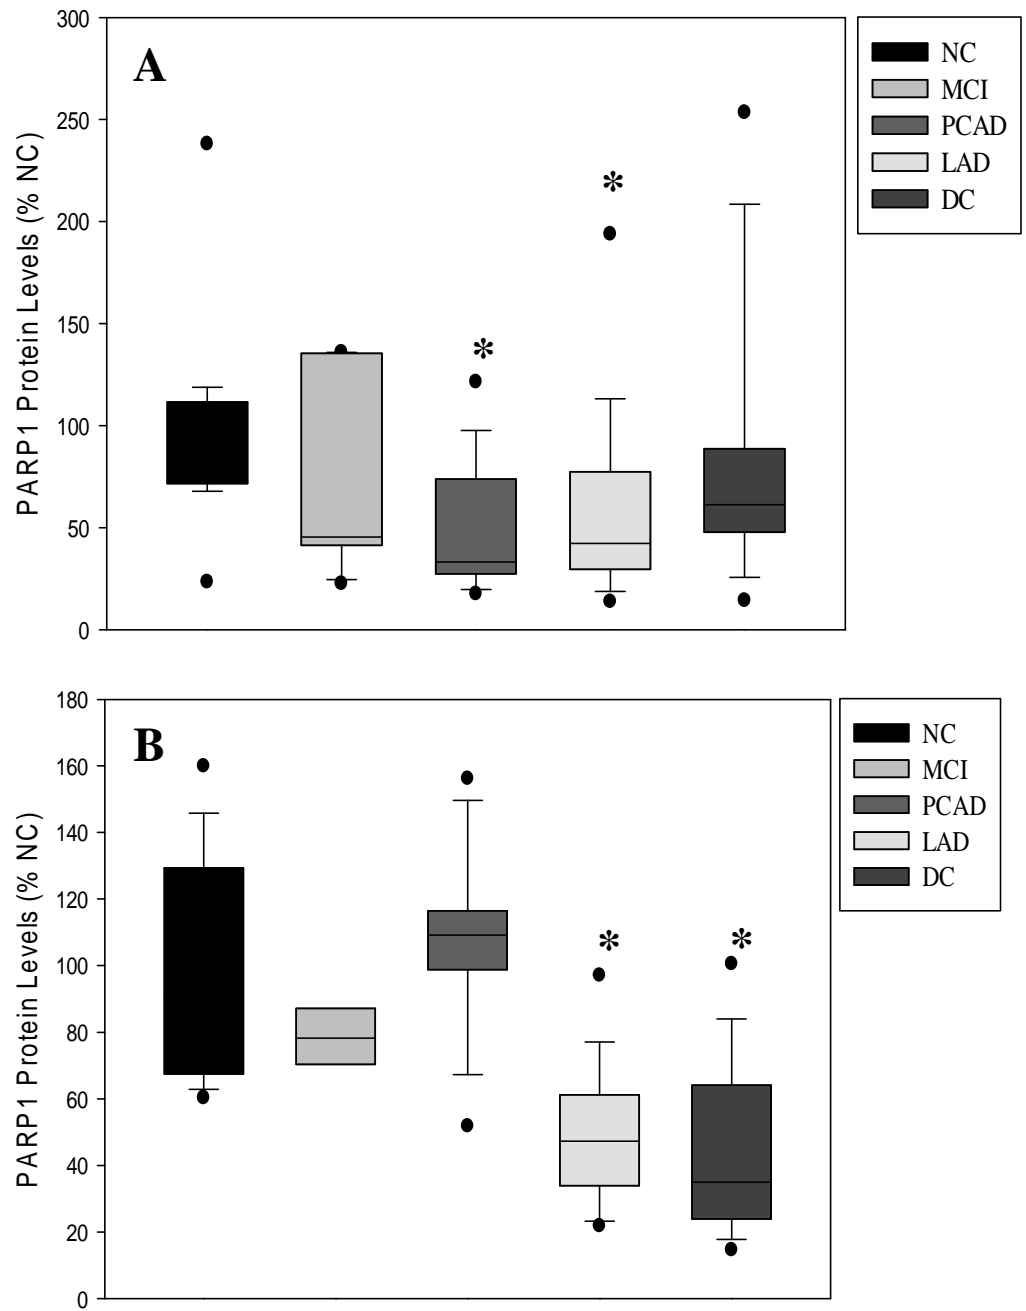 A
PARP1 Protein Levels (% NC)
300
250
200
150
100
50
0
*
*
NC
MCI
PCAD
LAD
DC
B
PARP1 Protein Levels (% NC)
180
160
140
120
100
80
60
40
20
0
*
*
NC
MCI
PCAD
LAD
DC